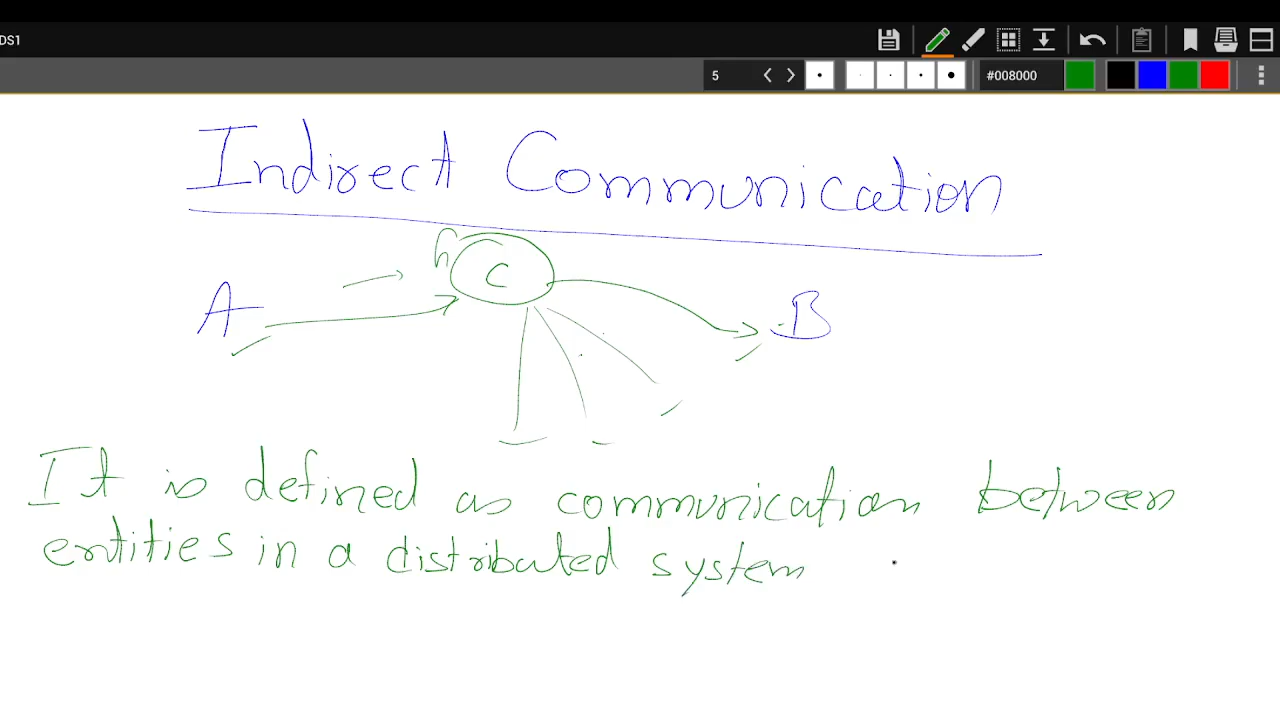 DS1
5
#008000
Indirect Communication
C
A
B
It is defined as communication between
entities in a distributed system